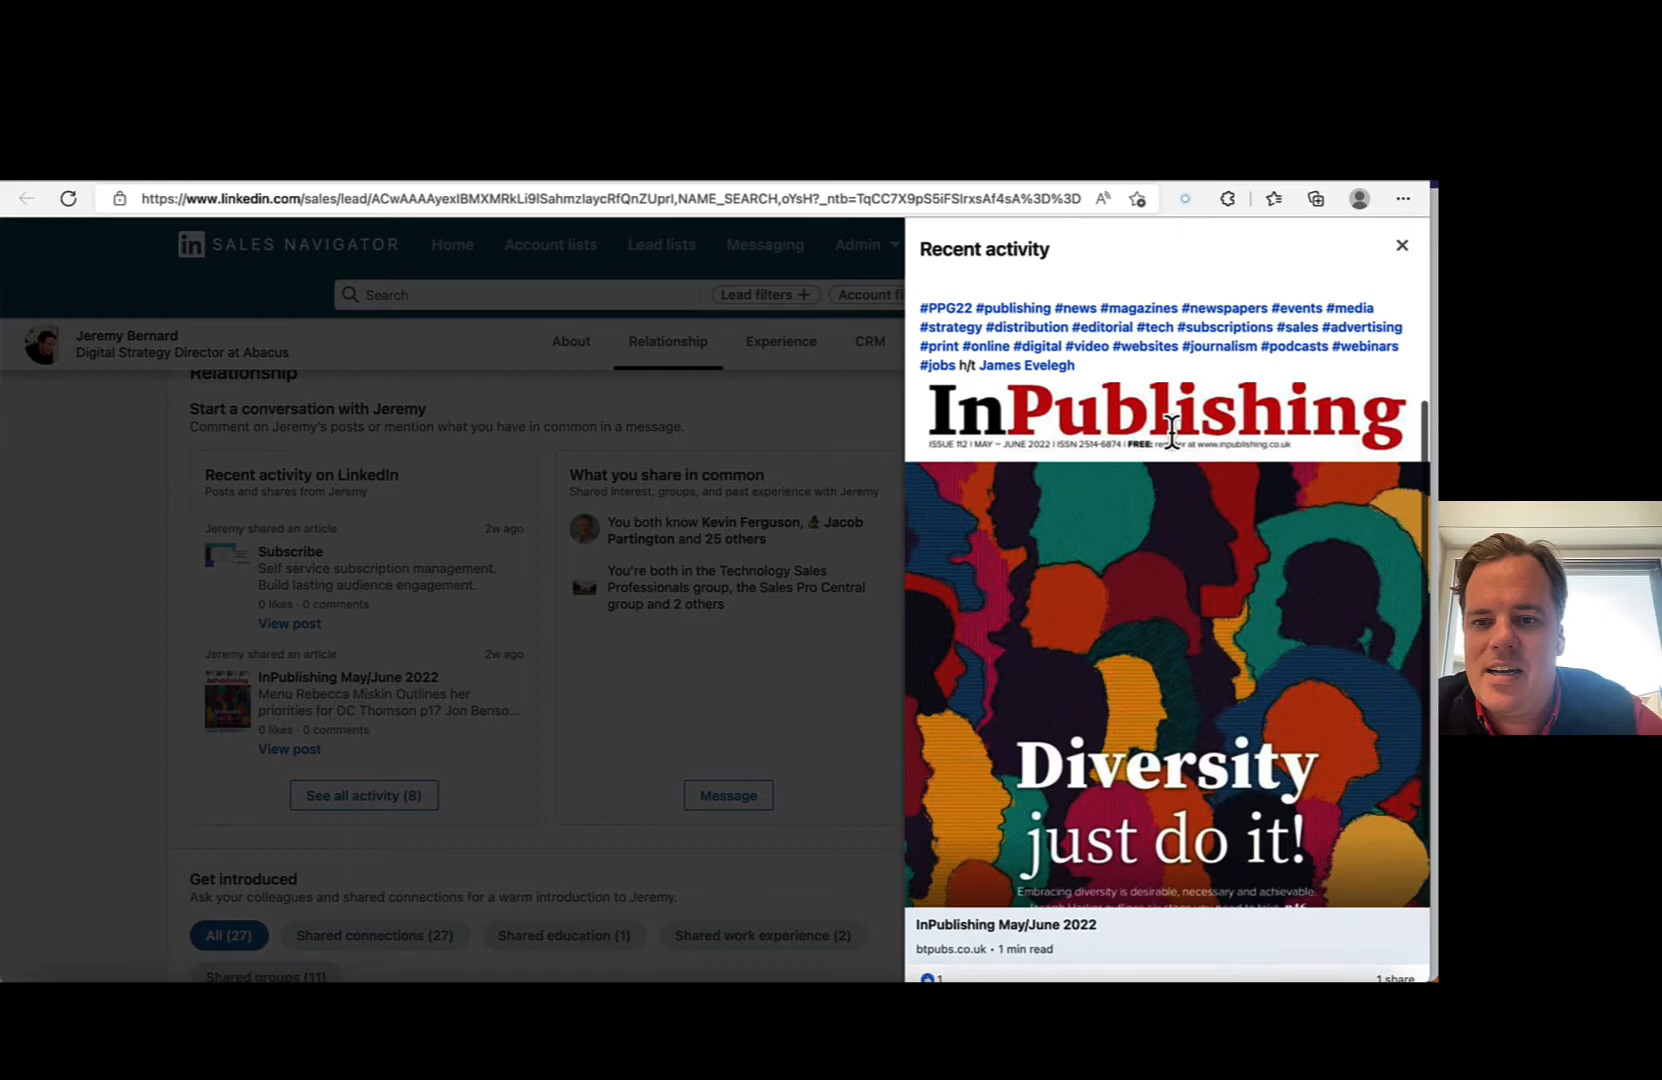 https://www.linkedin.com/sales/lead/ACwAAAAyexIBMXMRkLi9lSahmzlaycRfQnZUprI,NAME_SEARCH,oYsH?_ntb=TqCC7X9pS5iFSlrxsAf4sA%3D%3D
in SALES NAVIGATOR
Home
Account lists
Lead lists
Messaging
Admin
Search
Lead filters +
Account
Jeremy Bernard
Digital Strategy Director at Abacus
About
Relationship
Experience
CRM
Relationship
Start a conversation with Jeremy
Comment on Jeremy's posts or mention what you have in common in a message.
Recent activity on LinkedIn
Posts and shares from Jeremy
Jeremy shared an article
2w ago
Subscribe
Self service subscription management.
Build lasting audience engagement.
0 likes · 0 comments
View post
Jeremy shared an article
2w ago
InPublishing May/June 2022
Menu Rebecca Miskin Outlines her
priorities for DC Thomson p17 Jon Benso...
0 likes · 0 comments
View post
See all activity (8)
What you share in common
Shared interest, groups, and past experience with Jeremy
You both know Kevin Ferguson, Jacob
Partington and 25 others
You're both in the Technology Sales
Professionals group, the Sales Pro Central
group and 2 others
Message
Get introduced
Ask your colleagues and shared connections for a warm introduction to Jeremy.
All (27)
Shared connections (27)
Shared education (1)
Shared work experience (2)
Shared groups (11)
Recent activity
#PPG22 #publishing #news #magazines #newspapers #events #media
#strategy #distribution #editorial #tech #subscriptions #sales #advertising
#print #online #digital #video #websites #journalism #podcasts #webinars
#jobs h/t James Evelegh
InPublishing
ISSUE 112 | MAY – JUNE 2022 | ISSN 2514-6874 | FREE: register at www.inpublishing.co.uk
Diversity
just do it!
Embracing diversity is desirable, necessary and achievable.
InPublishing May/June 2022
btpubs.co.uk • 1 min read
1
1 share